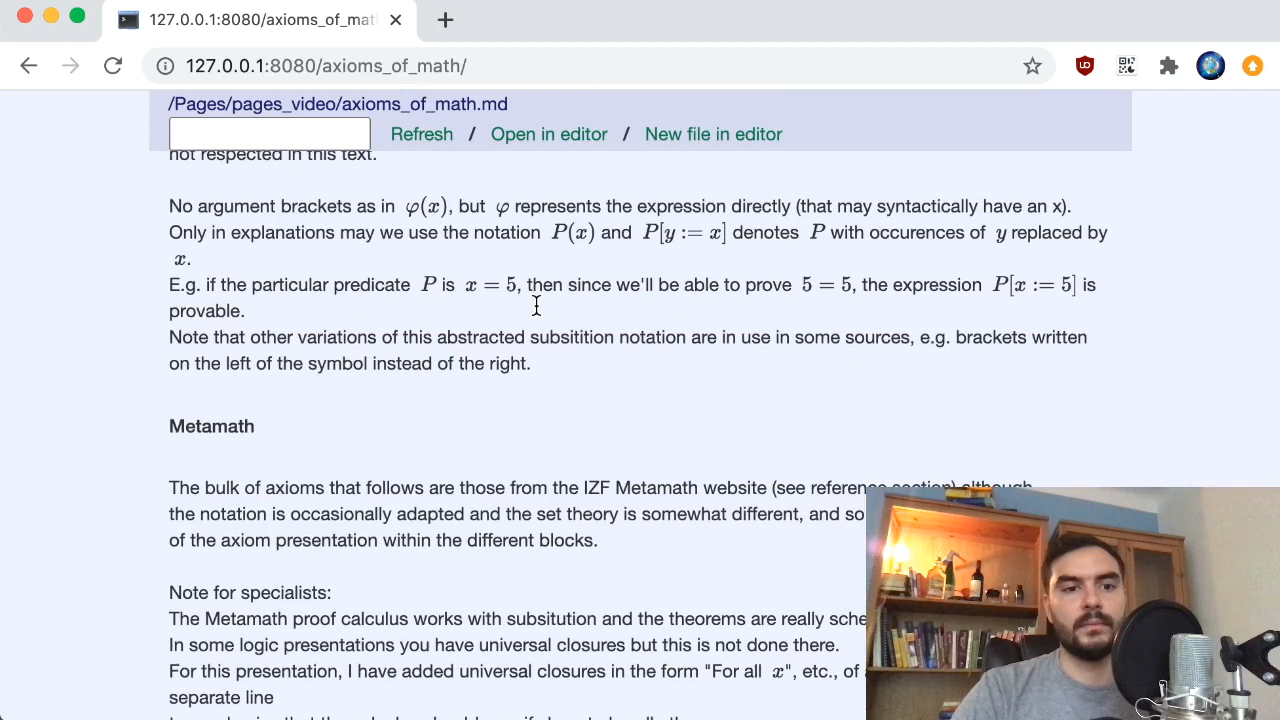 127.0.0.1:8080/axioms_of_mat
127.0.0.1:8080/axioms_of_math/
/Pages/pages_video/axioms_of_math.md
Refresh / Open in editor / New file in editor
not respected in this text.
No argument brackets as in φ(x), but φ represents the expression directly (that may syntactically have an x).
Only in explanations may we use the notation P(x) and P[y := x] denotes P with occurences of y replaced by
x.
E.g. if the particular predicate P is x = 5, then since we'll be able to prove 5 = 5, the expression P[x := 5] is
provable.
Note that other variations of this abstracted subsitition notation are in use in some sources, e.g. brackets written
on the left of the symbol instead of the right.
Metamath
The bulk of axioms that follows are those from the IZF Metamath website (see reference section) although
the notation is occasionally adapted and the set theory is somewhat different, and so
of the axiom presentation within the different blocks.
Note for specialists:
The Metamath proof calculus works with subsitution and the theorems are really sche
In some logic presentations you have universal closures but this is not done there.
For this presentation, I have added universal closures in the form "For all x", etc., of
separate line